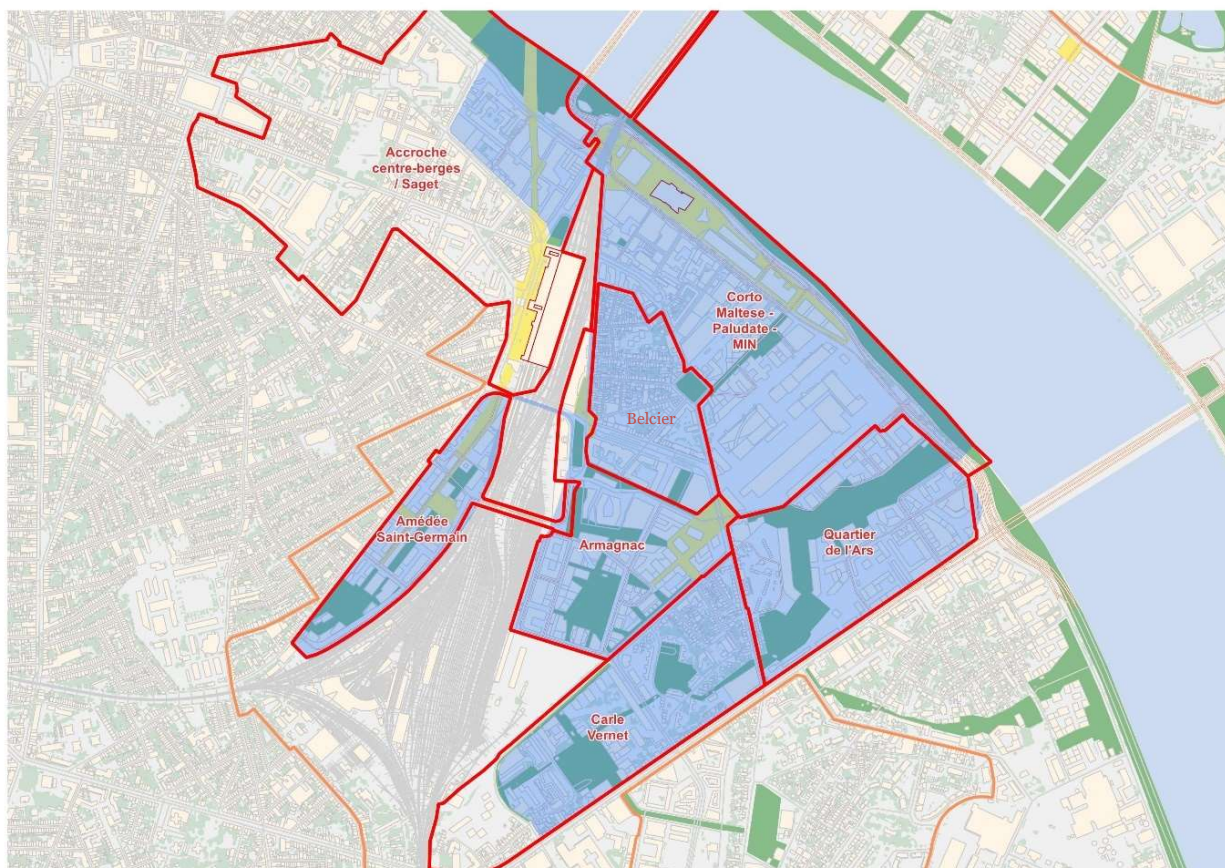 Accroche
centre-berges
/ Saget
Corto
Maltese -
Paludate -
MIN
Belcier
Amédée
Saint-Germain
Armagnac
Quartier
de l'Ars
Carle
Vernet